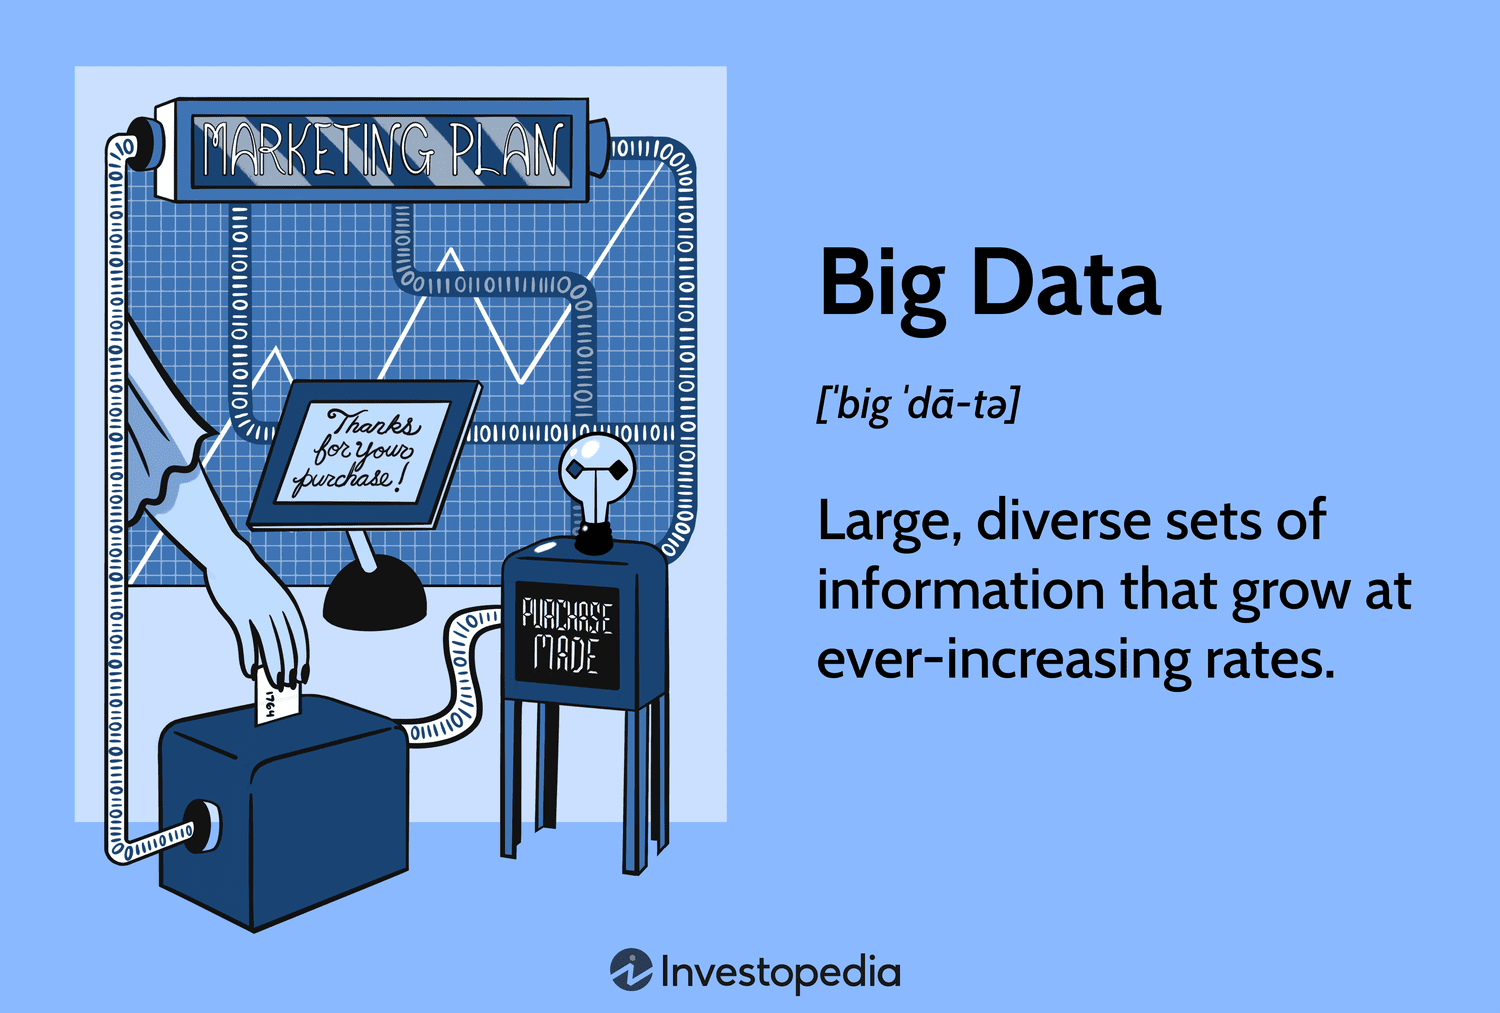 MARKETING PLAN
Thanks
for your
purchase!
PURCHASE
MADE
1764
Big Data
[ˈbig ˈdā-tə]
Large, diverse sets of
information that grow at
ever-increasing rates.
Investopedia